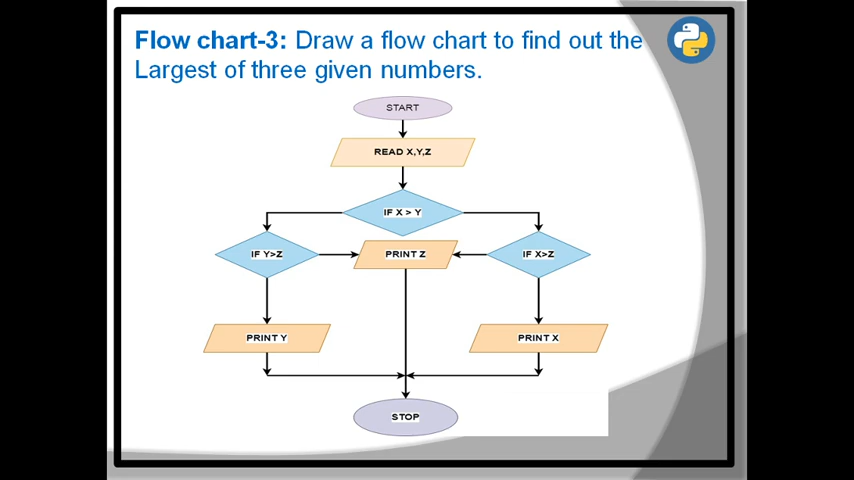 Flow chart-3: Draw a flow chart to find out the
Largest of three given numbers.
START
READ X,Y,Z
IF X > Y
IF Y>Z
PRINT Z
IF X>Z
PRINT Y
PRINT X
STOP